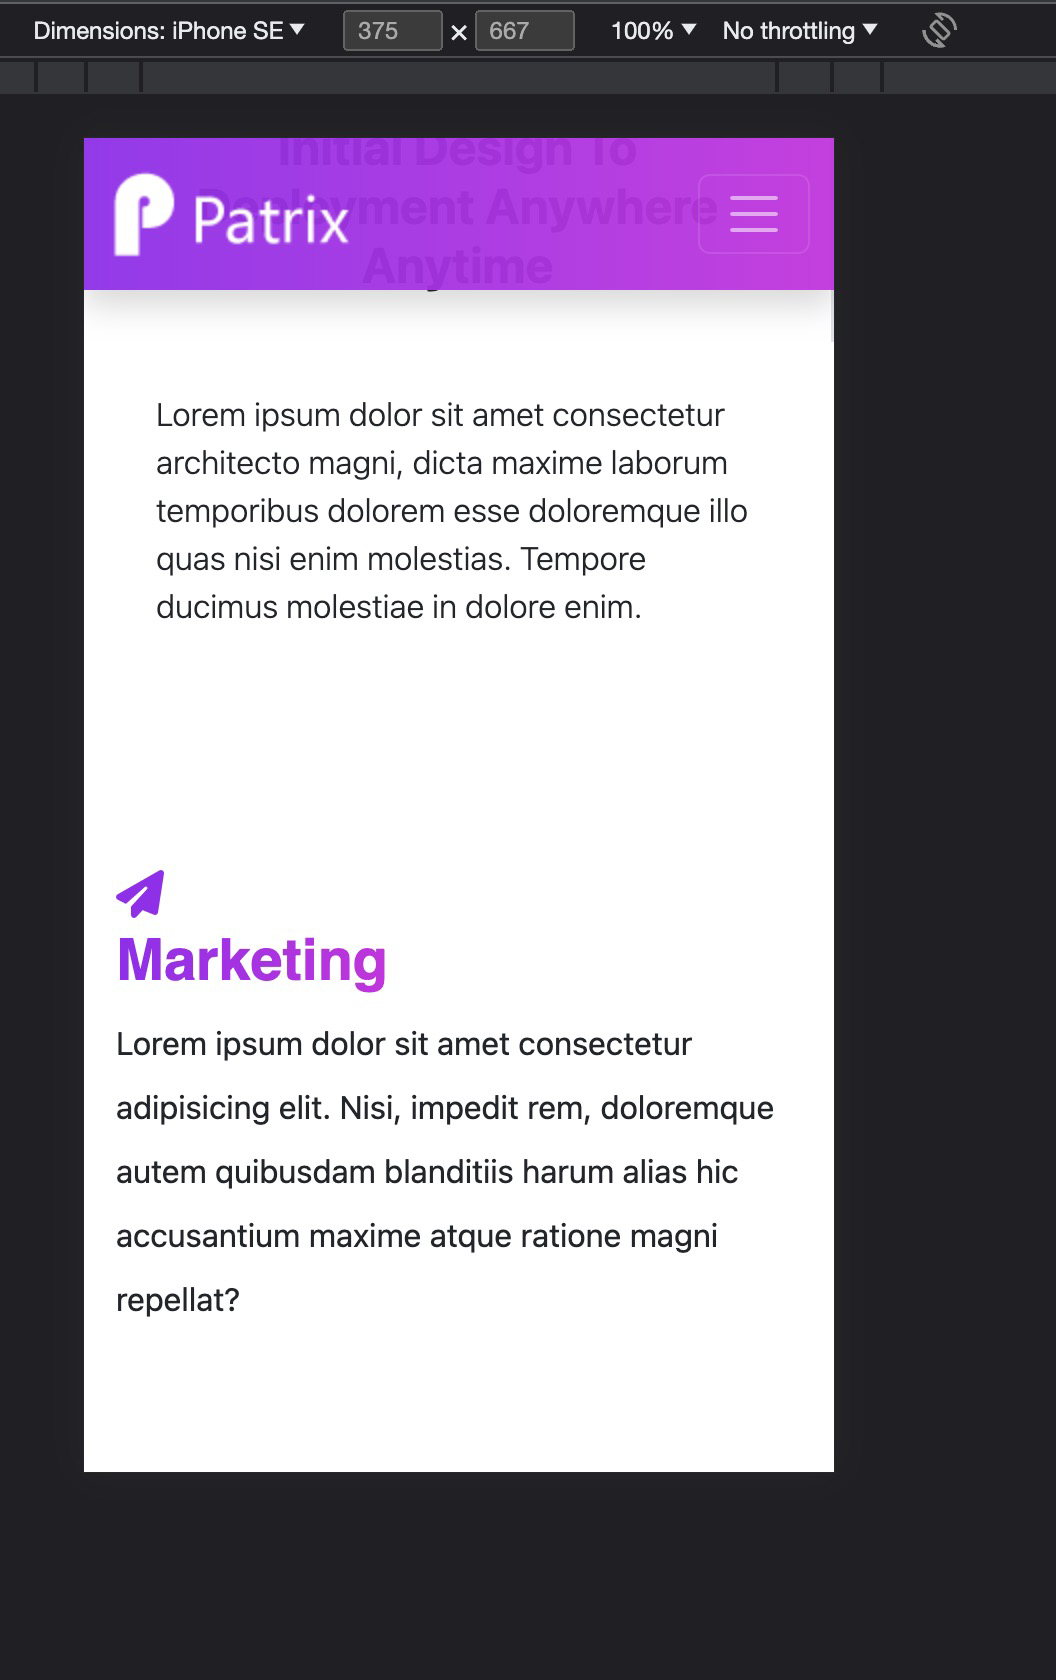 Dimensions: iPhone SE 375 × 667 100% No throttling
Initial Design To
Patrix
yment Anywhere
Anytime
Lorem ipsum dolor sit amet consectetur
architecto magni, dicta maxime laborum
temporibus dolorem esse doloremque illo
quas nisi enim molestias. Tempore
ducimus molestiae in dolore enim.
Marketing
Lorem ipsum dolor sit amet consectetur
adipisicing elit. Nisi, impedit rem, doloremque
autem quibusdam blanditiis harum alias hic
accusantium maxime atque ratione magni
repellat?